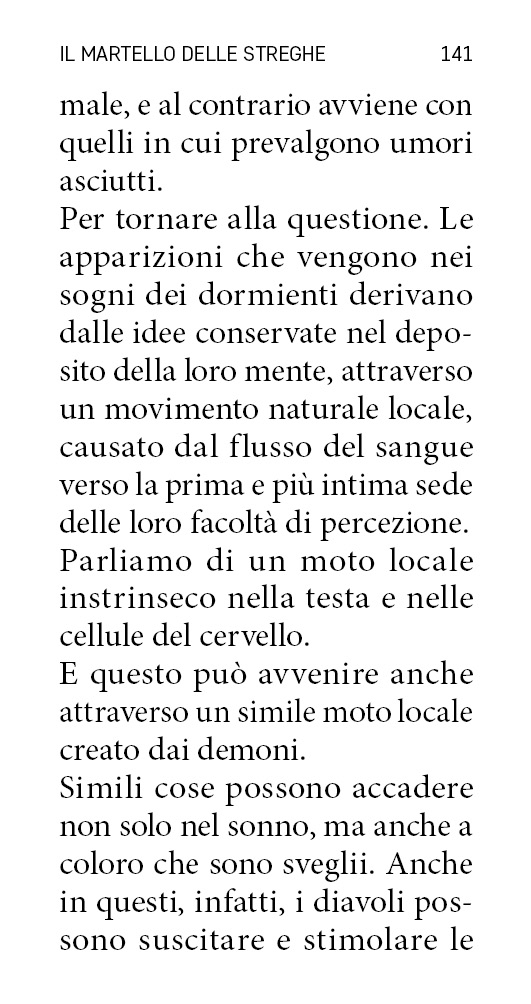 IL MARTELLO DELLE STREGHE 141
male, e al contrario avviene con
quelli in cui prevalgono umori
asciutti.
Per tornare alla questione. Le
apparizioni che vengono nei
sogni dei dormienti derivano
dalle idee conservate nel depo-
sito della loro mente, attraverso
un movimento naturale locale,
causato dal flusso del sangue
verso la prima e più intima sede
delle loro facoltà di percezione.
Parliamo di un moto locale
instrinseco nella testa e nelle
cellule del cervello.
E questo può avvenire anche
attraverso un simile moto locale
creato dai demoni.
Simili cose possono accadere
non solo nel sonno, ma anche a
coloro che sono sveglii. Anche
in questi, infatti, i diavoli pos-
sono suscitare e stimolare le